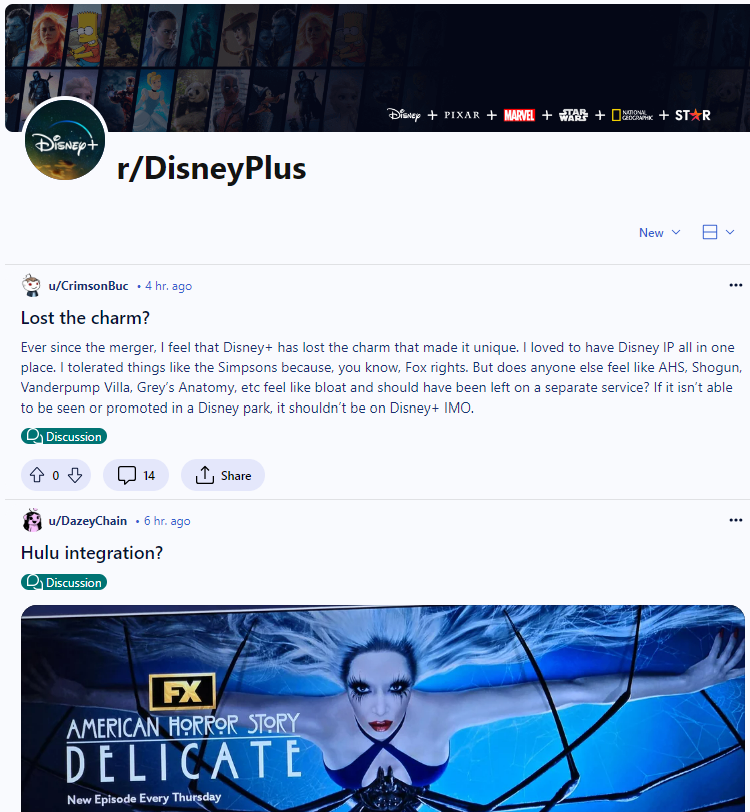 Disney + PIXAR + MARVEL + STAR WARS + NATIONAL GEOGRAPHIC + STAR
Disney+
r/DisneyPlus
New
u/CrimsonBuc • 4 hr. ago
Lost the charm?
Ever since the merger, I feel that Disney+ has lost the charm that made it unique. I loved to have Disney IP all in one
place. I tolerated things like the Simpsons because, you know, Fox rights. But does anyone else feel like AHS, Shogun,
Vanderpump Villa, Grey’s Anatomy, etc feel like bloat and should have been left on a separate service? If it isn’t able
to be seen or promoted in a Disney park, it shouldn’t be on Disney+ IMO.
Discussion
0 14 Share
u/DazeyChain • 6 hr. ago
Hulu integration?
Discussion
FX
AMERICAN HORROR STORY
DELICATE
New Episode Every Thursday